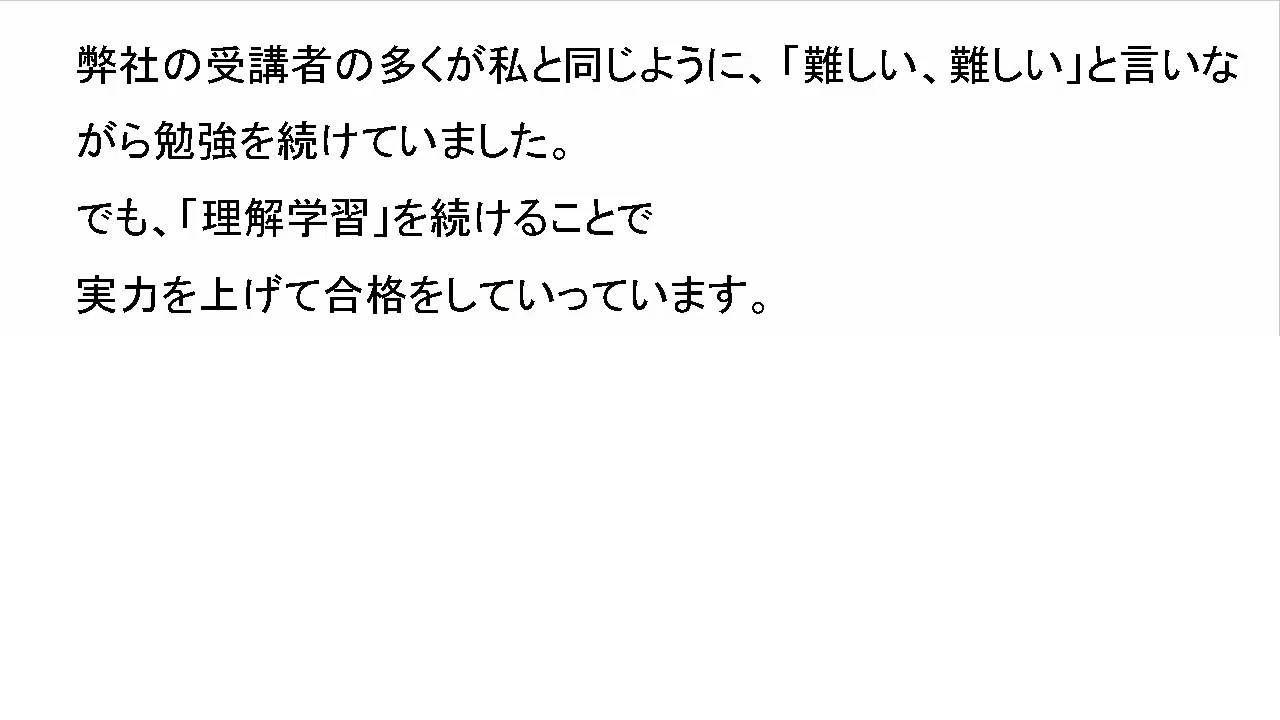 弊社の受講者の多くが私と同じように、「難しい、難しい」と言いな
がら勉強を続けていました。
でも、「理解学習」を続けることで
実力を上げて合格をしていっています。